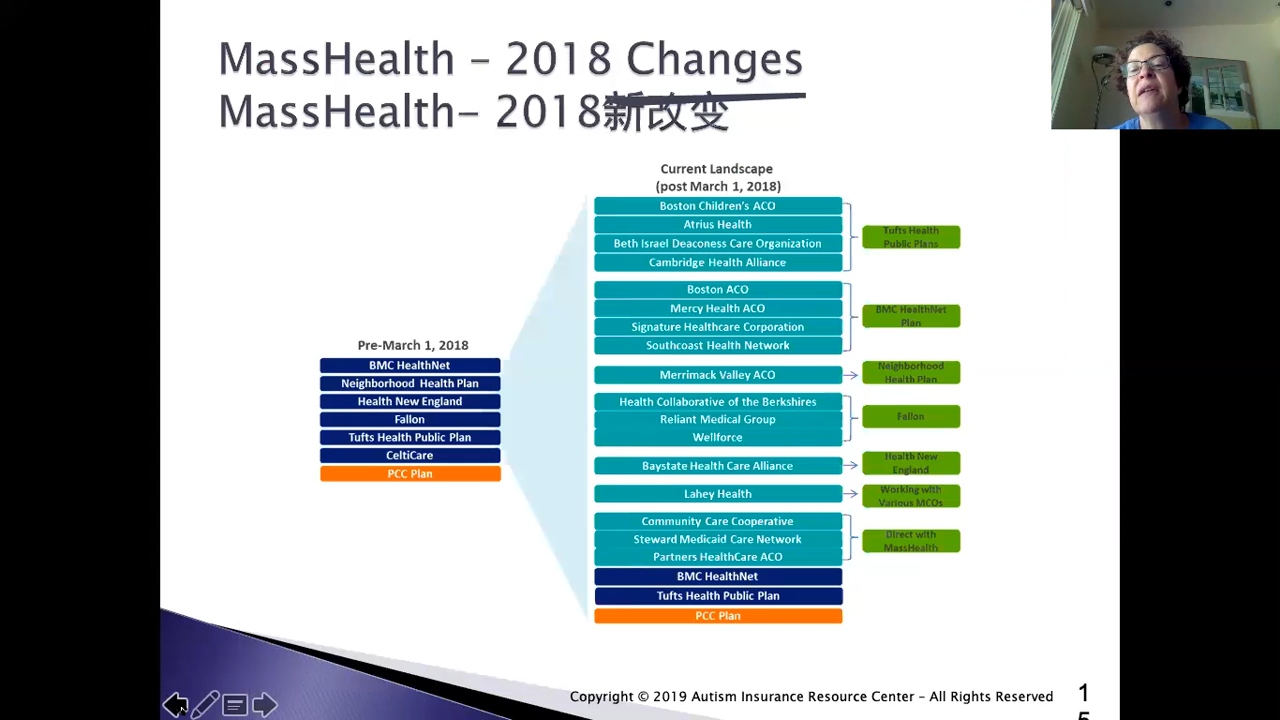 MassHealth – 2018 Changes
MassHealth– 2018新改变
Pre-March 1, 2018
BMC HealthNet
Neighborhood Health Plan
Health New England
Fallon
Tufts Health Public Plan
CeltiCare
PCC Plan
Current Landscape
(post March 1, 2018)
Boston Children's ACO
Atrius Health
Beth Israel Deaconess Care Organization
Cambridge Health Alliance
Tufts Health
Public Plans
Boston ACO
Mercy Health ACO
Signature Healthcare Corporation
Southcoast Health Network
BMC HealthNet
Plan
Merrimack Valley ACO
Neighborhood
Health Plan
Health Collaborative of the Berkshires
Reliant Medical Group
Wellforce
Fallon
Baystate Health Care Alliance
Health New
England
Lahey Health
Working with
Various MCOs
Community Care Cooperative
Steward Medicaid Care Network
Partners HealthCare ACO
Direct with
MassHealth
BMC HealthNet
Tufts Health Public Plan
PCC Plan
Copyright © 2019 Autism Insurance Resource Center – All Rights Reserved
1
5